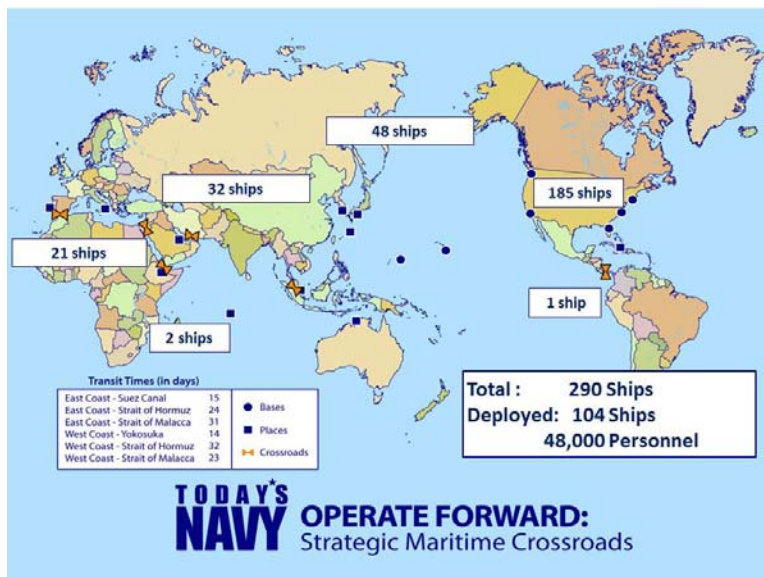 48 ships
32 ships
185 ships
21 ships
1 ship
2 ships
Total : 290 Ships
Deployed: 104 Ships
48,000 Personnel
Transit Times (in days)
East Coast - Suez Canal 15
East Coast - Strait of Hormuz 24
East Coast - Strait of Malacca 31
West Coast - Yokosuka 14
West Coast - Strait of Hormuz 32
West Coast - Strait of Malacca 23
Bases
Places
Crossroads
TODAY'S
NAVY
OPERATE FORWARD:
Strategic Maritime Crossroads